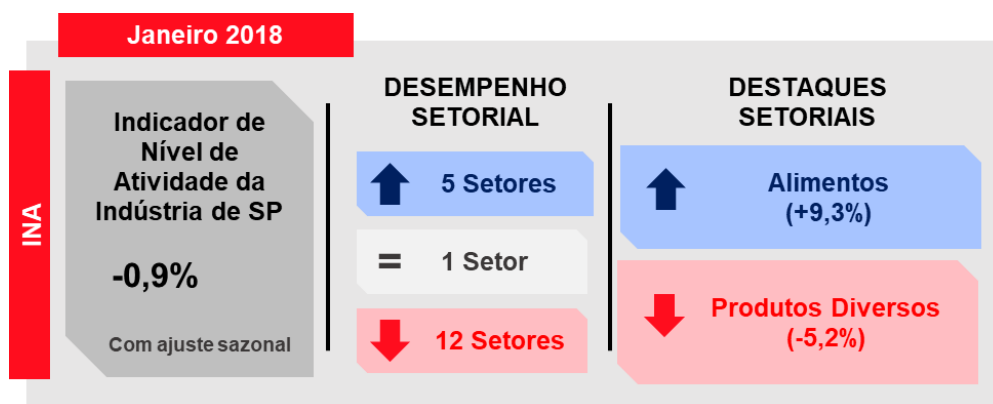 Janeiro 2018
INA
Indicador de
Nível de
Atividade da
Indústria de SP
-0,9%
Com ajuste sazonal
DESEMPENHO
SETORIAL
5 Setores
=
1 Setor
12 Setores
DESTAQUES
SETORIAIS
Alimentos
(+9,3%)
Produtos Diversos
(-5,2%)